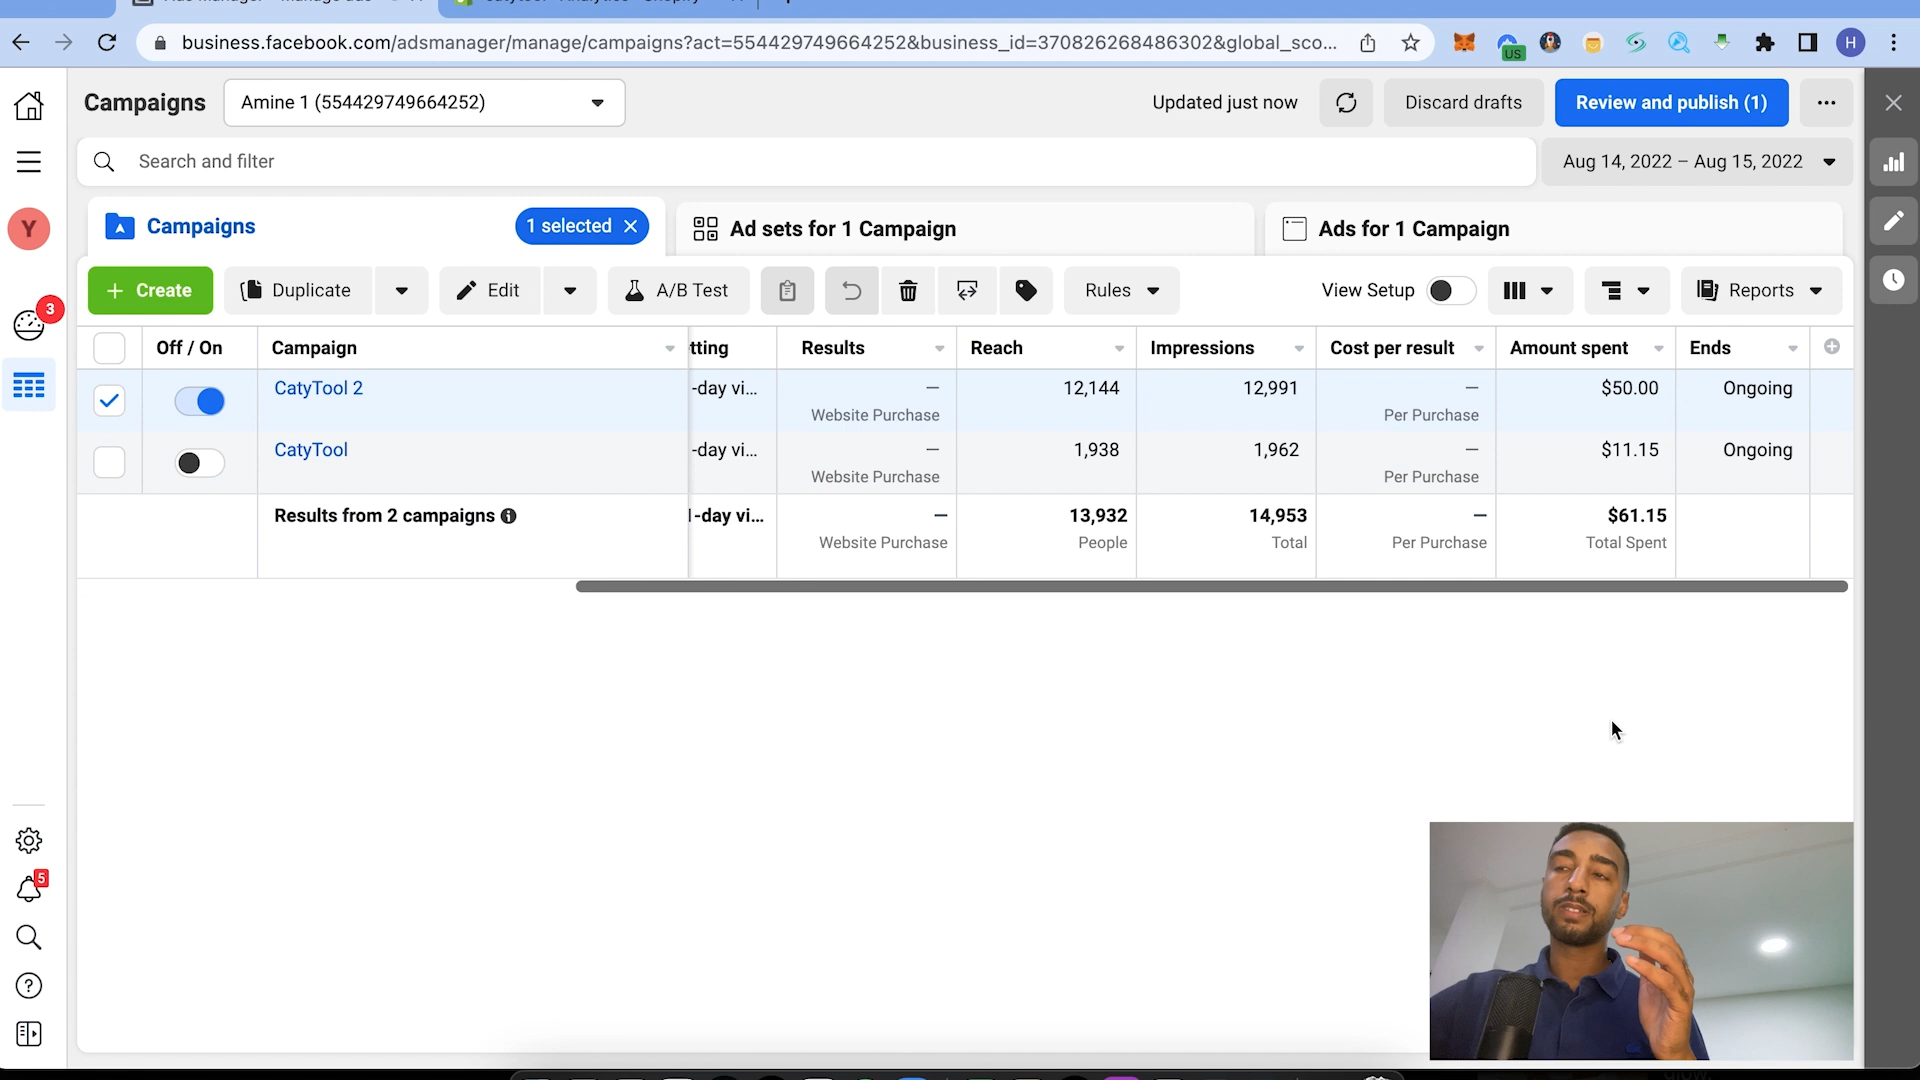 business.facebook.com/adsmanager/manage/campaigns?act=554429749664252&business_id=370826268486302&global_sco...
US
H
Campaigns
Amine 1 (554429749664252)
Updated just now
Discard drafts
Review and publish (1)
Search and filter
Aug 14, 2022 – Aug 15, 2022
Y
Campaigns
1 selected
Ad sets for 1 Campaign
Ads for 1 Campaign
+ Create
Duplicate
Edit
A/B Test
Rules
View Setup
Reports
3
Off / On
Campaign
tting
Results
Reach
Impressions
Cost per result
Amount spent
Ends
CatyTool 2
-day vi...
—
12,144
12,991
—
$50.00
Ongoing
Website Purchase
Per Purchase
CatyTool
-day vi...
—
1,938
1,962
—
$11.15
Ongoing
Website Purchase
Per Purchase
Results from 2 campaigns
-day vi...
—
13,932
14,953
—
$61.15
Website Purchase
People
Total
Per Purchase
Total Spent
5